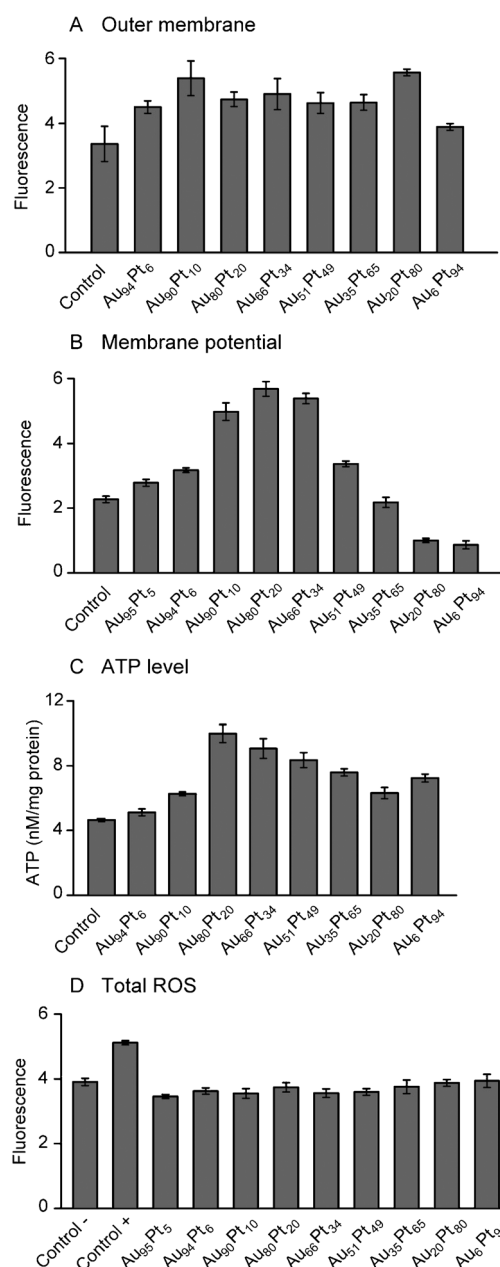 A Outer membrane
6
4
2
0
Fluorescence
Control
Au₉₄Pt₆
Au₉₀Pt₁₀
Au₈₀Pt₂₀
Au₆₆Pt₃₄
Au₅₁Pt₄₉
Au₃₅Pt₆₅
Au₂₀Pt₈₀
Au₆Pt₉₄
B Membrane potential
6
4
2
0
Fluorescence
Control
Au₉₅Pt₅
Au₉₄Pt₆
Au₉₀Pt₁₀
Au₈₀Pt₂₀
Au₆₆Pt₃₄
Au₅₁Pt₄₉
Au₃₅Pt₆₅
Au₂₀Pt₈₀
Au₆Pt₉₄
C ATP level
12
8
4
0
ATP (nM/mg protein)
Control
Au₉₄Pt₆
Au₉₀Pt₁₀
Au₈₀Pt₂₀
Au₆₆Pt₃₄
Au₅₁Pt₄₉
Au₃₅Pt₆₅
Au₂₀Pt₈₀
Au₆Pt₉₄
D Total ROS
6
4
2
0
Fluorescence
Control -
Control +
Au₉₅Pt₅
Au₉₄Pt₆
Au₉₀Pt₁₀
Au₈₀Pt₂₀
Au₆₆Pt₃₄
Au₅₁Pt₄₉
Au₃₅Pt₆₅
Au₂₀Pt₈₀
Au₆Pt₉